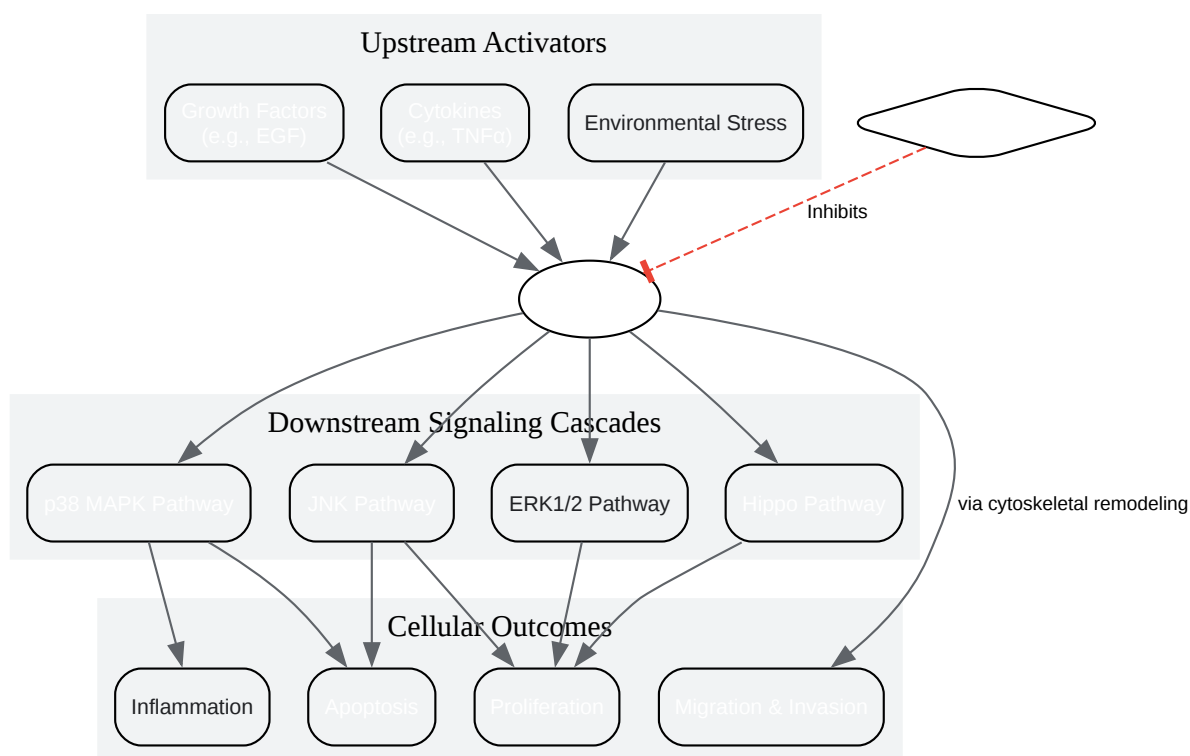 Upstream Activators
Growth Factors
(e.g., EGF)
Cytokines
(e.g., TNFα)
Environmental Stress
Inhibits
Downstream Signaling Cascades
p38 MAPK Pathway
JNK Pathway
ERK1/2 Pathway
Hippo Pathway
via cytoskeletal remodeling
Cellular Outcomes
Inflammation
Apoptosis
Proliferation
Migration & Invasion